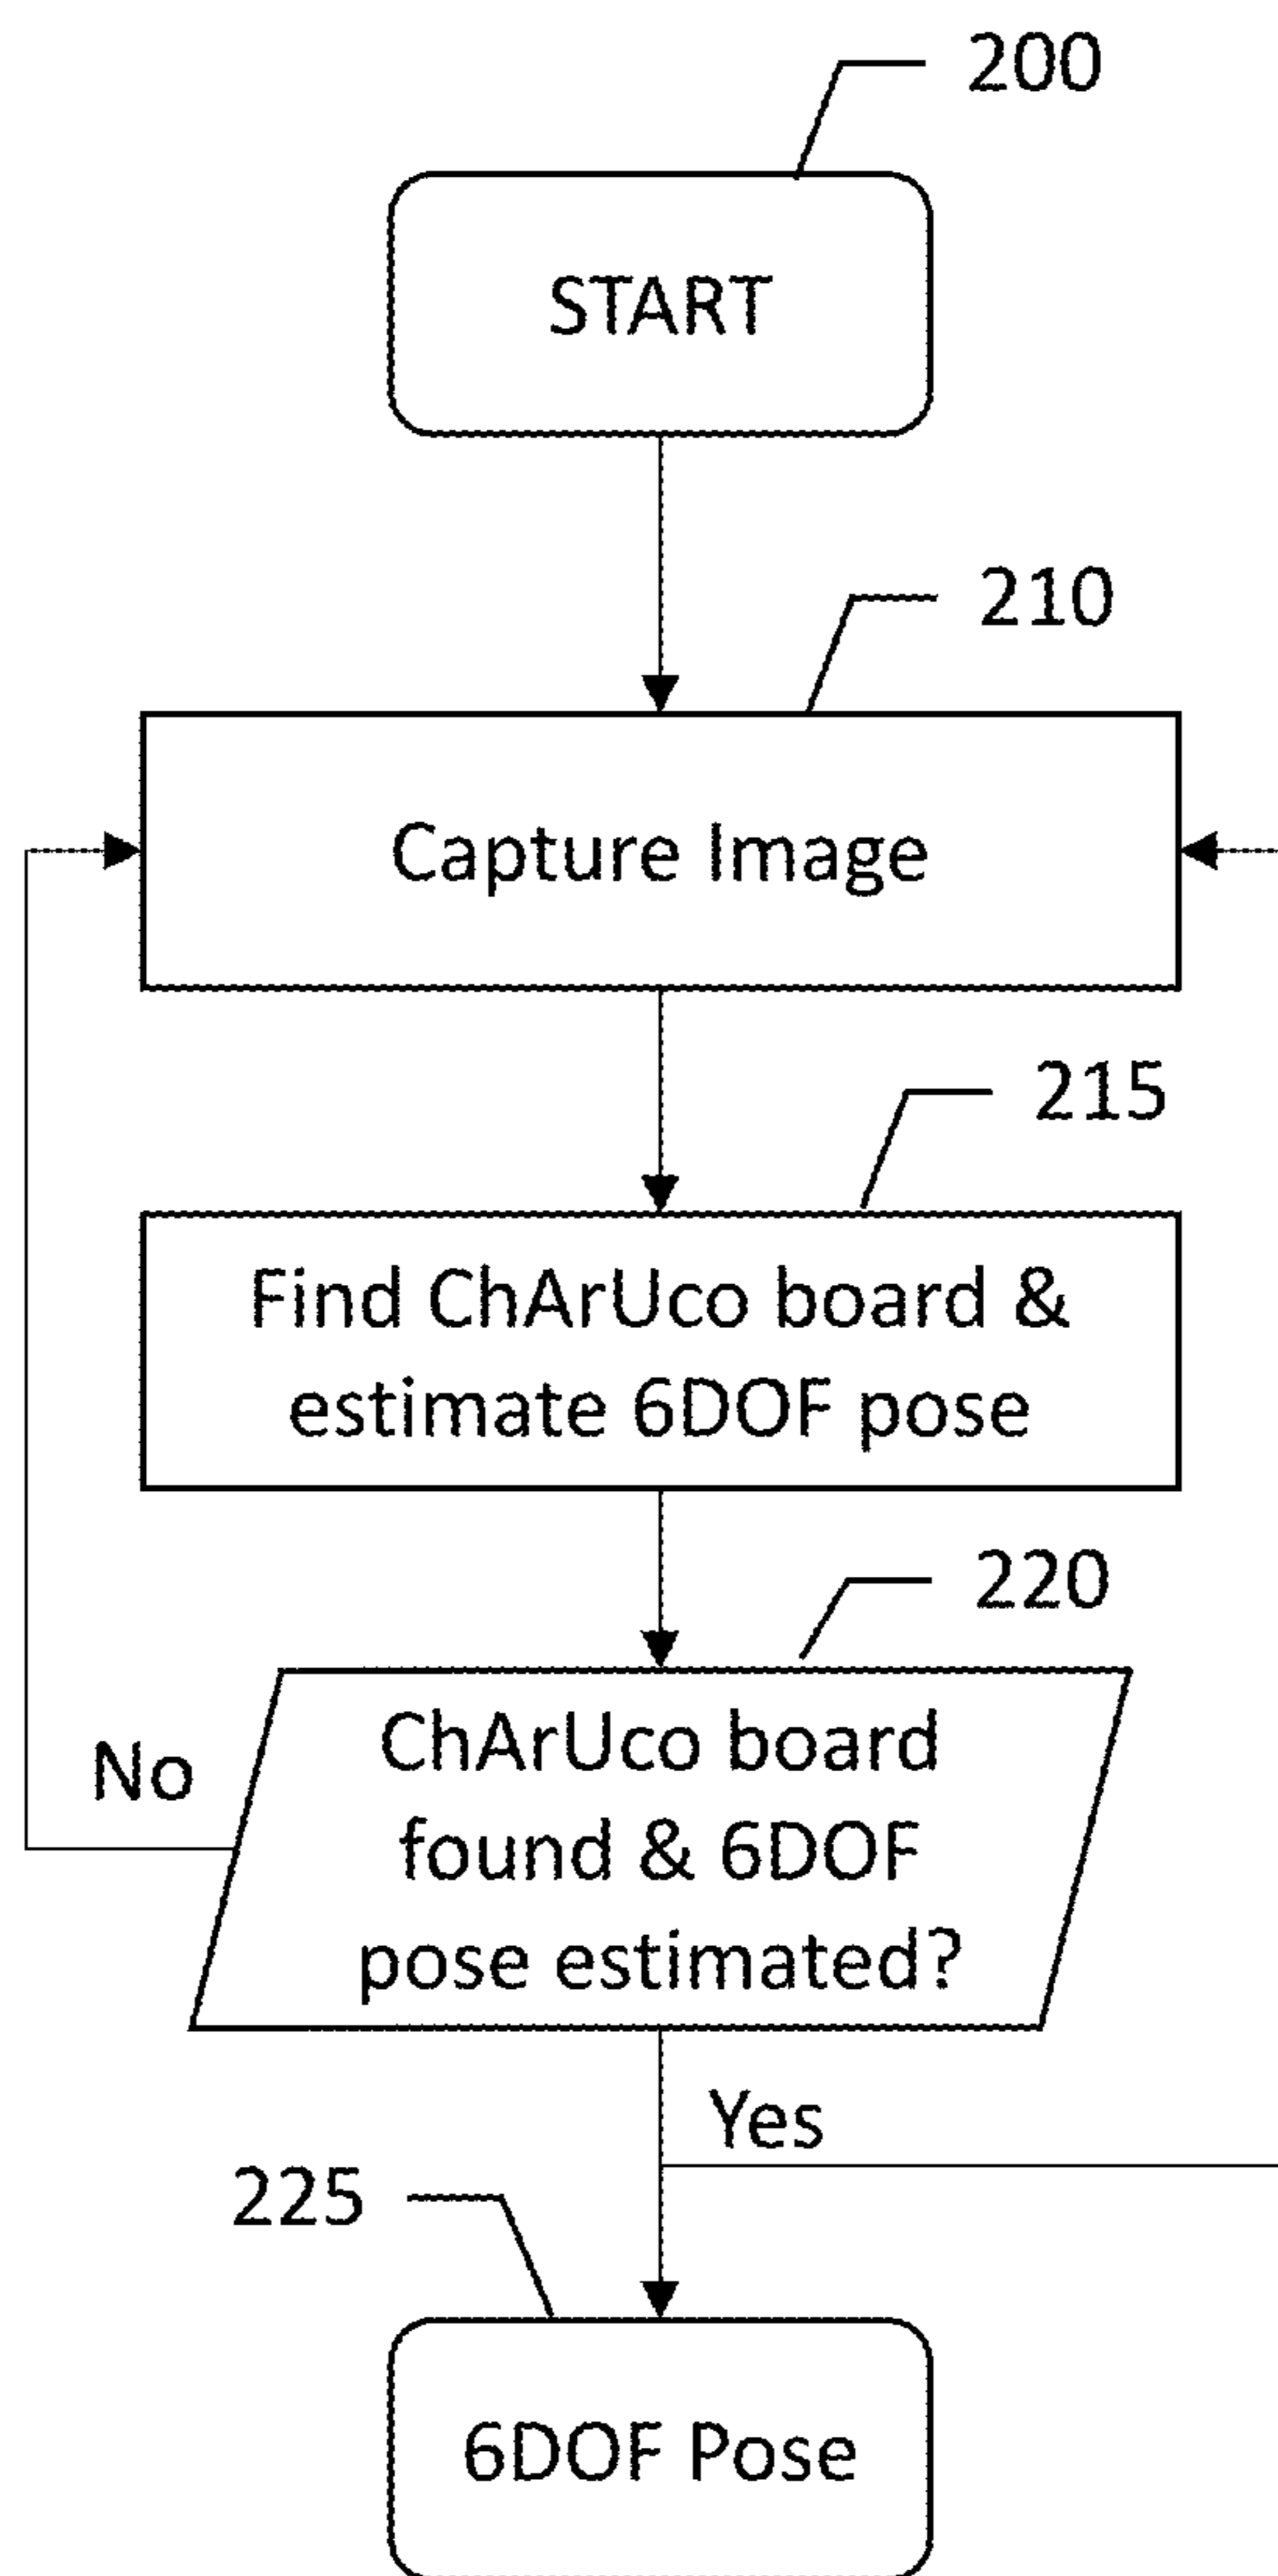 200
START
210
Capture Image
215
Find ChArUco board &
estimate 6DOF pose
220
ChArUco board
found & 6DOF
pose estimated?
No
Yes
225
6DOF Pose